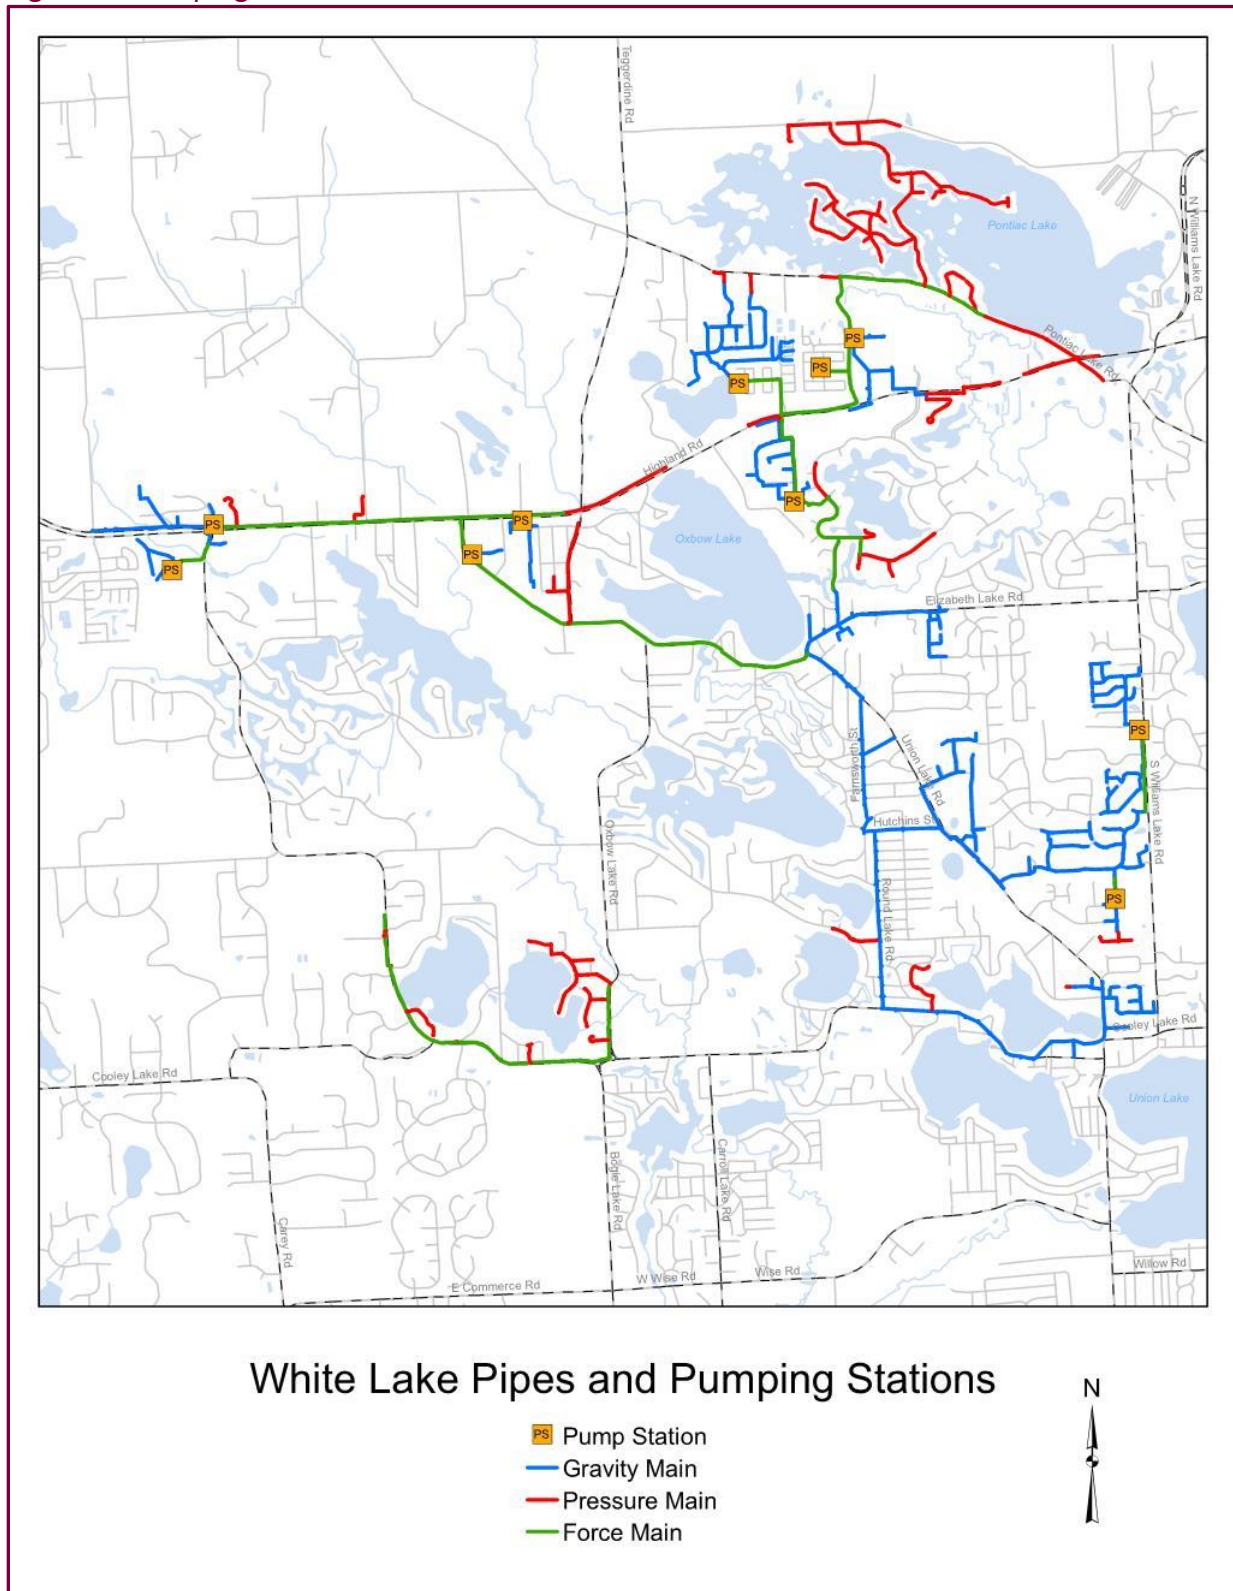 Teggerdine Rd
N Williams Lake Rd
Pontiac Lake
Pontiac Lake Rd
PS
PS
PS
Highland Rd
PS
PS
PS
Oxbow Lake
PS
PS
Elizabeth Lake Rd
PS
Farnsworth St
Union Lake Rd
S Williams Lake Rd
Hutchins St
Oxbow Lake Rd
PS
Round Lake Rd
Cooley Lake Rd
Cooley Lake Rd
Union Lake
Carroll Lake Rd
Bogie Lake Rd
Carey Rd
Willow Rd
Wise Rd
W Wise Rd
E Commerce Rd
White Lake Pipes and Pumping Stations
N
PS Pump Station
Gravity Main
Pressure Main
Force Main